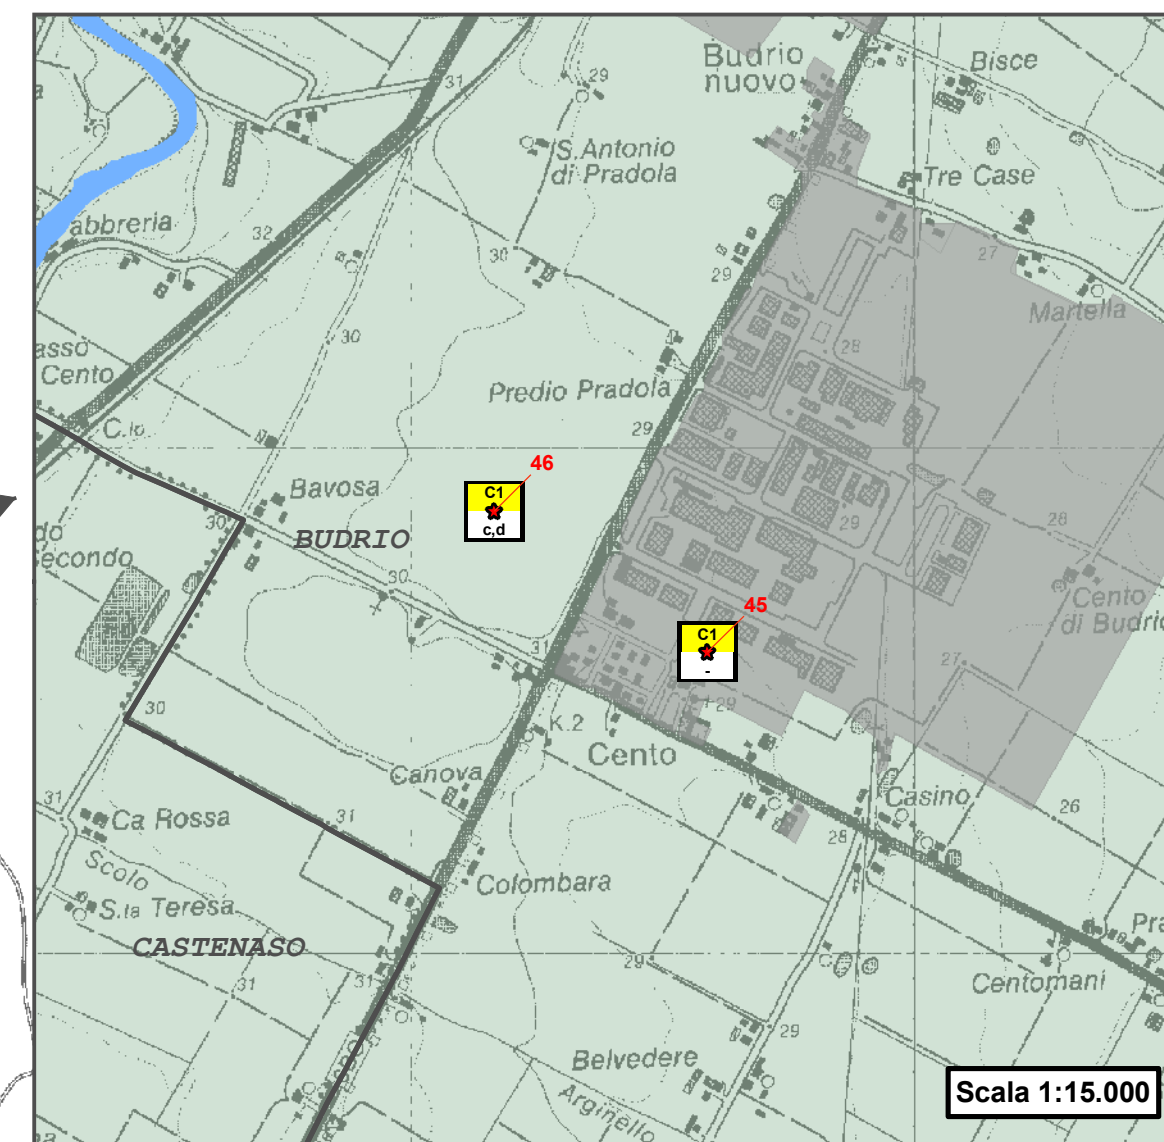 Budrio
nuovo
Bisce
31
29
S.Antonio
di Pradola
Tre Case
abbreria
32
30
29
27
Martella
30
28
asso
Cento
Predio Pradola
C.lo
29
46
Bavosa
C1
c,d
30
BUDRIO
29
28
do
econdo
30
45
Cento
di Budrio
C1
-
31
27
30
29
K.2
Cento
Canova
Casino
31
26
Ca Rossa
31
28
Scolo
Colombara
S.ta Teresa
Pra
CASTENASO
29
31
31
Centomani
29
Belvedere
Arginello
Scala 1:15.000